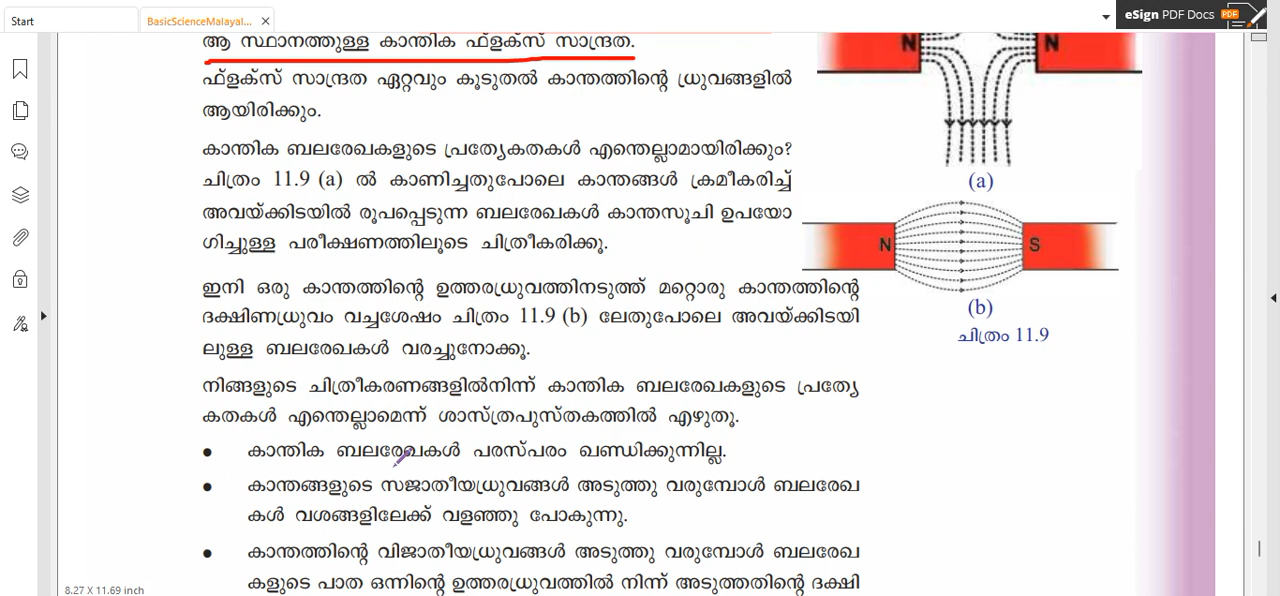 Start
BasicScienceMalayal...
eSign PDF Docs
PDF
ആ സ്ഥാനത്തുള്ള കാന്തിക ഫ്ളക്സ് സാന്ദ്രത.
ഫ്ളക്സ് സാന്ദ്രത ഏറ്റവും കൂടുതൽ കാന്തത്തിന്റെ ധ്രുവങ്ങളിൽ
ആയിരിക്കും.
കാന്തിക ബലരേഖകളുടെ പ്രത്യേകതകൾ എന്തെല്ലാമായിരിക്കും?
ചിത്രം 11.9 (a) ൽ കാണിച്ചതുപോലെ കാന്തങ്ങൾ ക്രമീകരിച്ച്
അവയ്ക്കിടയിൽ രൂപപ്പെടുന്ന ബലരേഖകൾ കാന്തസൂചി ഉപയോ
ഗിച്ചുള്ള പരീക്ഷണത്തിലൂടെ ചിത്രീകരിക്കൂ.
ഇനി ഒരു കാന്തത്തിന്റെ ഉത്തരധ്രുവത്തിനടുത്ത് മറ്റൊരു കാന്തത്തിന്റെ
ദക്ഷിണധ്രുവം വച്ചശേഷം ചിത്രം 11.9 (b) ലേതുപോലെ അവയ്ക്കിടയി
ലുള്ള ബലരേഖകൾ വരച്ചുനോക്കൂ.
നിങ്ങളുടെ ചിത്രീകരണങ്ങളിൽനിന്ന് കാന്തിക ബലരേഖകളുടെ പ്രത്യേ
കതകൾ എന്തെല്ലാമെന്ന് ശാസ്ത്രപുസ്തകത്തിൽ എഴുതൂ.
• കാന്തിക ബലരേഖകൾ പരസ്പരം ഖണ്ഡിക്കുന്നില്ല.
• കാന്തങ്ങളുടെ സജാതീയധ്രുവങ്ങൾ അടുത്തു വരുമ്പോൾ ബലരേഖ
കൾ വശങ്ങളിലേക്ക് വളഞ്ഞു പോകുന്നു.
• കാന്തത്തിന്റെ വിജാതീയധ്രുവങ്ങൾ അടുത്തു വരുമ്പോൾ ബലരേഖ
കളുടെ പാത ഒന്നിന്റെ ഉത്തരധ്രുവത്തിൽ നിന്ന് അടുത്തതിന്റെ ദക്ഷി
N N
(a)
N S
(b)
ചിത്രം 11.9
8.27 X 11.69 inch